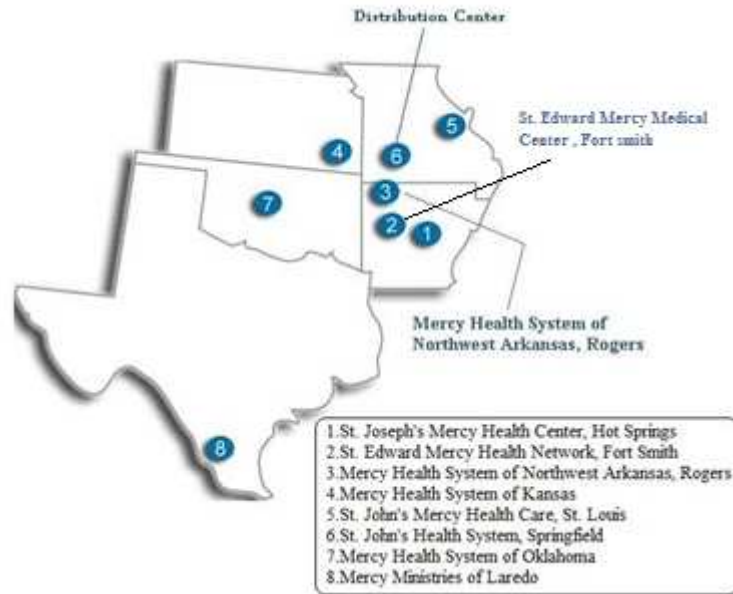 Distribution Center
St. Edward Mercy Medical
Center , Fort smith
5
4
6
3
7
2
1
Mercy Health System of
Northwest Arkansas, Rogers
8
1.St. Joseph's Mercy Health Center, Hot Springs
2.St. Edward Mercy Health Network, Fort Smith
3.Mercy Health System of Northwest Arkansas, Rogers
4.Mercy Health System of Kansas
5.St. John's Mercy Health Care, St. Louis
6.St. John's Health System, Springfield
7.Mercy Health System of Oklahoma
8.Mercy Ministries of Laredo